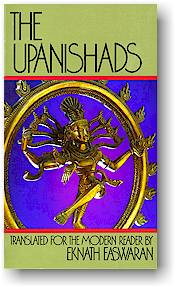 THE
UPANISHADS
TRANSLATED FOR THE MODERN READER BY
EKNATH EASWARAN